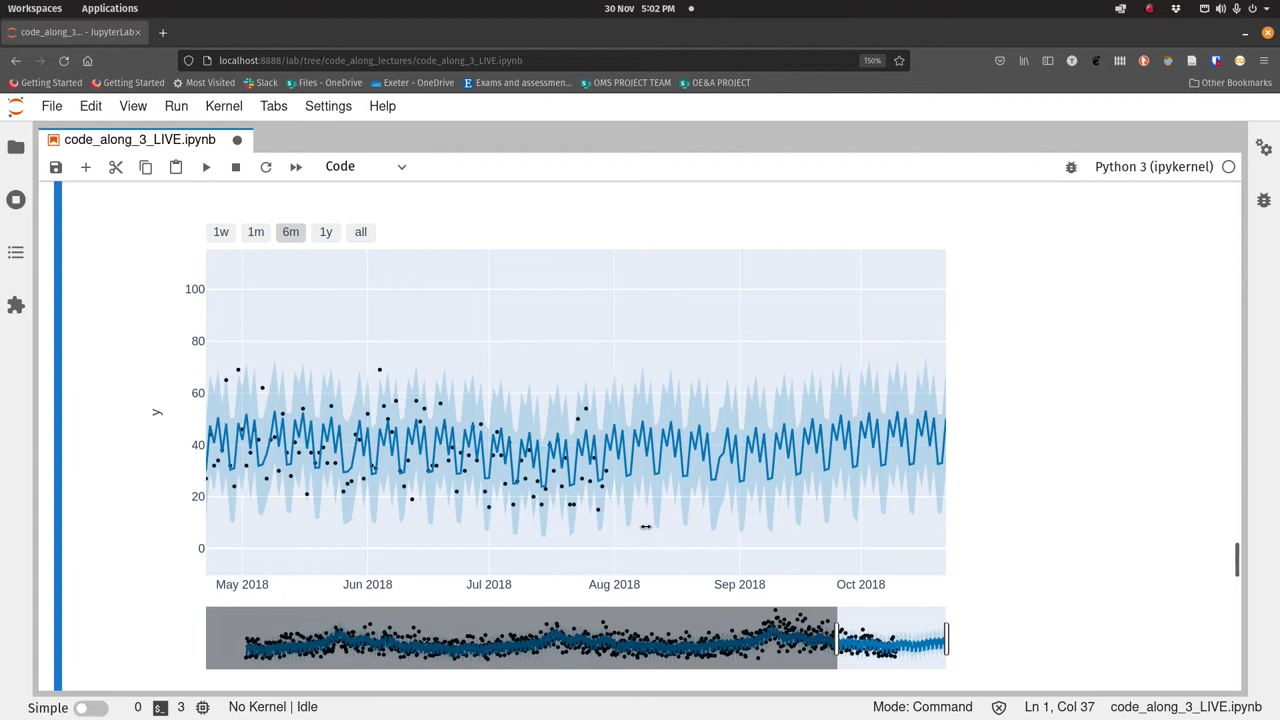 Workspaces Applications 30 Nov 5:02 PM
code_along_3... - JupyterLab
localhost:8888/lab/tree/code_along_lectures/code_along_3_LIVE.ipynb 150%
Getting Started Getting Started Most Visited Slack Files - OneDrive Exeter - OneDrive Exams and assessmen... OMS PROJECT TEAM OE&A PROJECT Other Bookmarks
File Edit View Run Kernel Tabs Settings Help
code_along_3_LIVE.ipynb
Code Python 3 (ipykernel)
1w 1m 6m 1y all
100
80
60
40
20
0
y
May 2018 Jun 2018 Jul 2018 Aug 2018 Sep 2018 Oct 2018
Simple 0 3 No Kernel | Idle Mode: Command Ln 1, Col 37 code_along_3_LIVE.ipynb